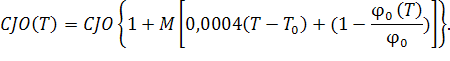 CJO(T) = CJO{1 + M[0,0004(T − T₀) + (1 − φ₀(T)/φ₀)]}.